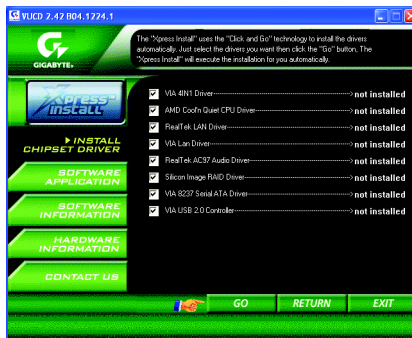 VUCD 2.42 B04.1224.1
GIGABYTE
The "Xpress Install" uses the "Click and Go" technology to install the drivers
automatically. Just select the drivers you want then click the "Go" button, The
"Xpress Install" will execute the installation for you automatically.
Xpress
INSTALL
INSTALL
CHIPSET DRIVER
SOFTWARE
APPLICATION
SOFTWARE
INFORMATION
HARDWARE
INFORMATION
CONTACT US
VIA 4IN1 Driver not installed
AMD Cool'n Quiet CPU Driver not installed
RealTek LAN Driver not installed
VIA Lan Driver not installed
RealTek AC97 Audio Driver not installed
Silicon Image RAID Driver not installed
VIA 8237 Serial ATA Driver not installed
VIA USB 2.0 Controller not installed
GO RETURN EXIT